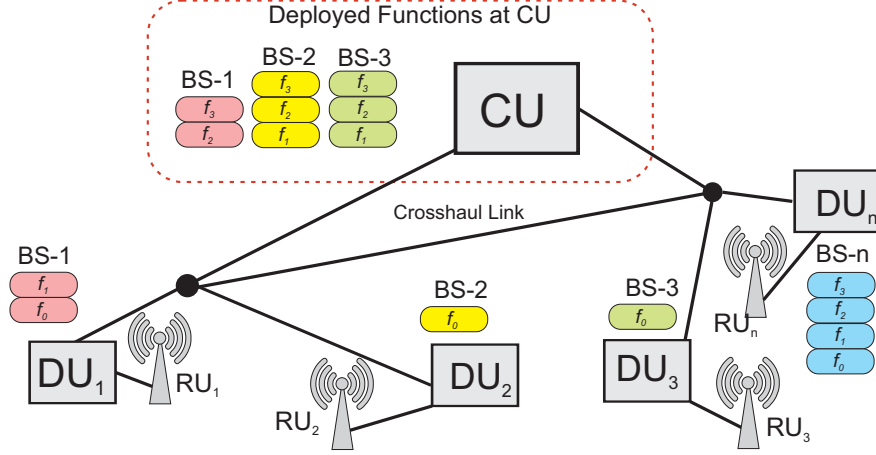 Deployed Functions at CU
BS-1
BS-2
BS-3
f3
f2
f3
f2
f1
f3
f2
f1
CU
Crosshaul Link
DUn
BS-n
f3
f2
f1
f0
RUn
BS-1
f1
f0
DU1
RU1
BS-2
f0
DU2
RU2
BS-3
f0
DU3
RU3